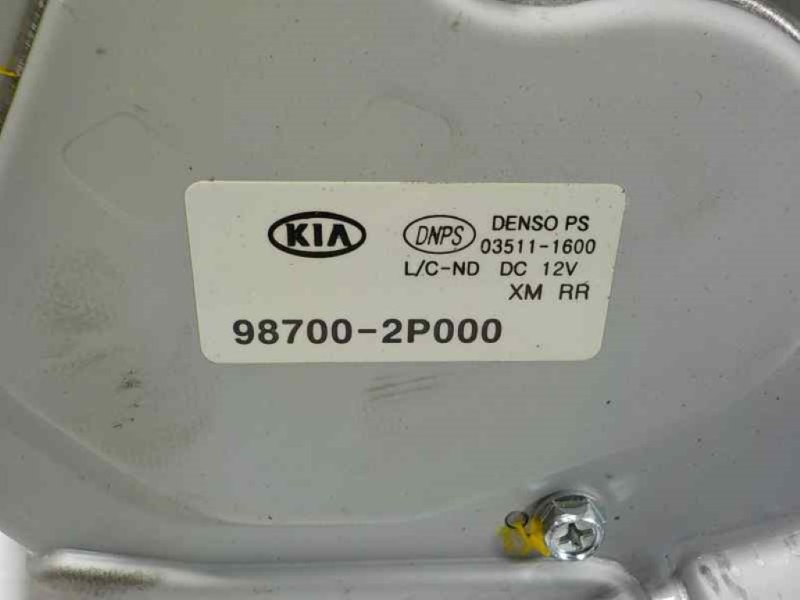 KIA DNPS DENSO PS
03511-1600
L/C-ND DC 12V
XM RR
98700-2P000